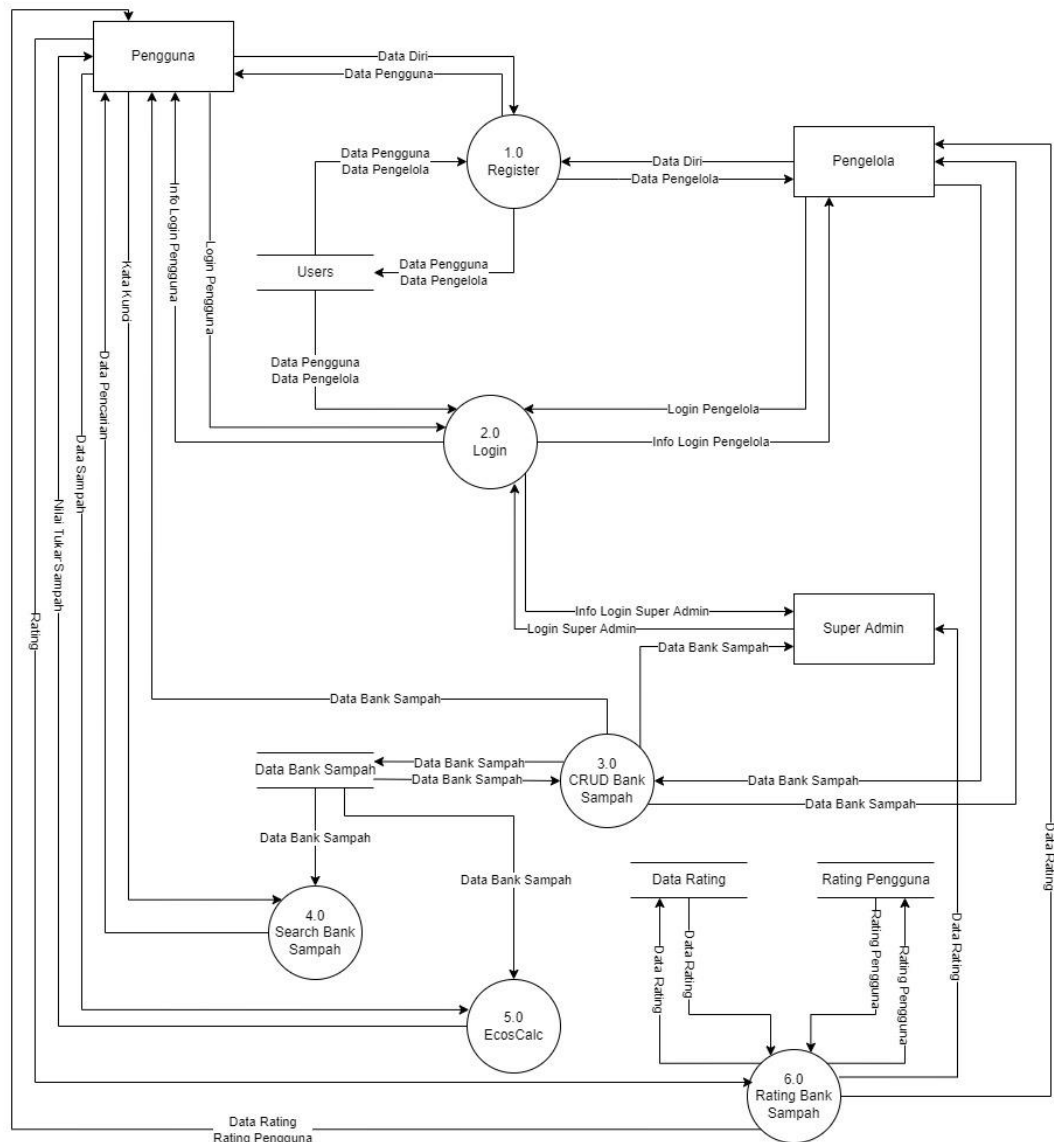 Pengguna
Data Diri
Data Pengguna
1.0
Register
Data Pengguna
Data Pengelola
Data Diri
Data Pengelola
Pengelola
Users
Data Pengguna
Data Pengelola
Info Login Pengguna
Login Pengguna
Kata Kunci
Data Pencarian
Data Sampah
Nilai Tukar Sampah
Rating
Data Pengguna
Data Pengelola
2.0
Login
Login Pengelola
Info Login Pengelola
Info Login Super Admin
Login Super Admin
Super Admin
Data Bank Sampah
Data Bank Sampah
Data Bank Sampah
Data Bank Sampah
Data Bank Sampah
3.0
CRUD Bank
Sampah
Data Bank Sampah
Data Bank Sampah
Data Bank Sampah
Data Bank Sampah
4.0
Search Bank
Sampah
5.0
EcosCalc
Data Rating
Rating Pengguna
Data Rating
Data Rating
Rating Pengguna
Rating Pengguna
Data Rating
Data Rating
6.0
Rating Bank
Sampah
Data Rating
Rating Pengguna